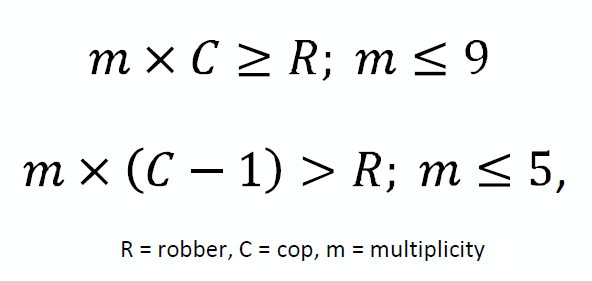 m × C ≥ R; m ≤ 9
m × (C − 1) > R; m ≤ 5,
R = robber, C = cop, m = multiplicity